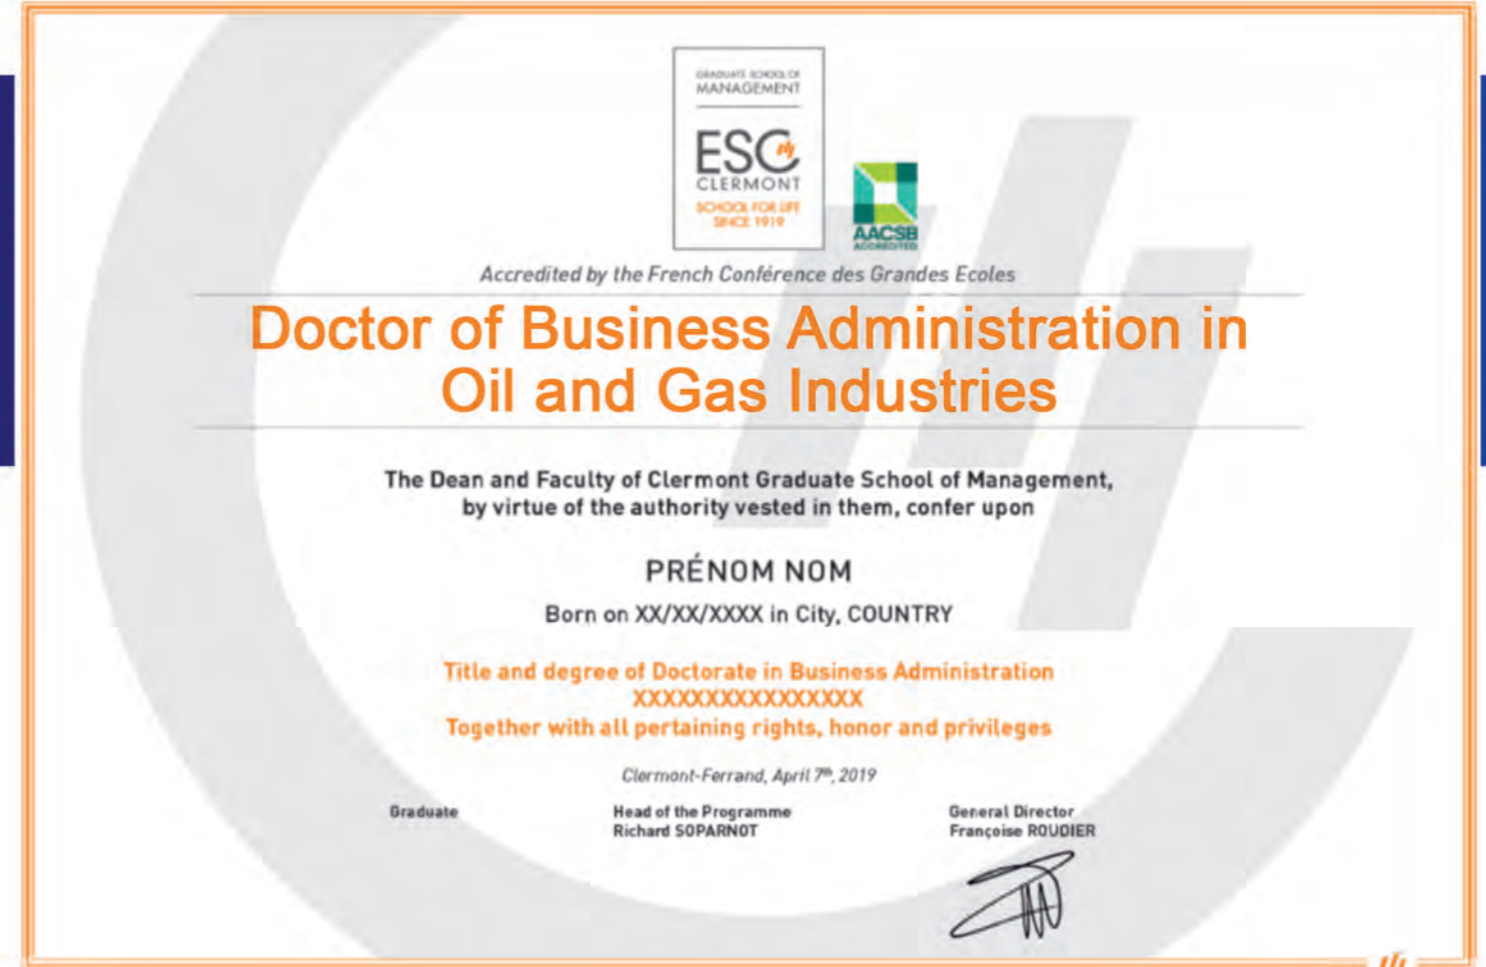 GRADUATE SCHOOL OF
MANAGEMENT
ESC
CLERMONT
SCHOOL FOR LIFE
SINCE 1919
AACSB
ACCREDITED
Accredited by the French Conférence des Grandes Ecoles
Doctor of Business Administration in
Oil and Gas Industries
The Dean and Faculty of Clermont Graduate School of Management,
by virtue of the authority vested in them, confer upon
PRÉNOM NOM
Born on XX/XX/XXXX in City, COUNTRY
Title and degree of Doctorate in Business Administration
XXXXXXXXXXXXXXXX
Together with all pertaining rights, honor and privileges
Clermont-Ferrand, April 7th, 2019
Graduate
Head of the Programme
Richard SOPARNOT
General Director
Françoise ROUDIER